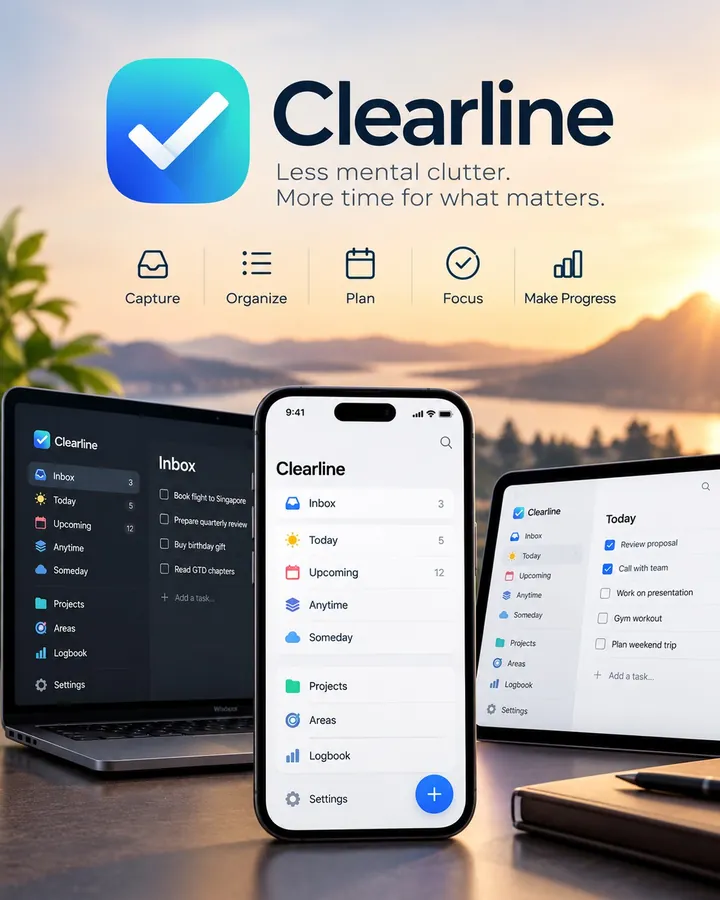 Clearline
Less mental clutter.
More time for what matters.
Capture
Organize
Plan
Focus
Make Progress
Clearline
Inbox 3
Today 5
Upcoming 12
Anytime
Someday
Projects
Areas
Logbook
Settings
Inbox
Book flight to Singapore
Prepare quarterly review
Buy birthday gift
Read GTD chapters
+ Add a task...
9:41
Clearline
Inbox 3
Today 5
Upcoming 12
Anytime
Someday
Projects
Areas
Logbook
Settings
Clearline
Inbox
Today
Upcoming
Anytime
Someday
Projects
Areas
Logbook
Settings
Today
Review proposal
Call with team
Work on presentation
Gym workout
Plan weekend trip
+ Add a task...